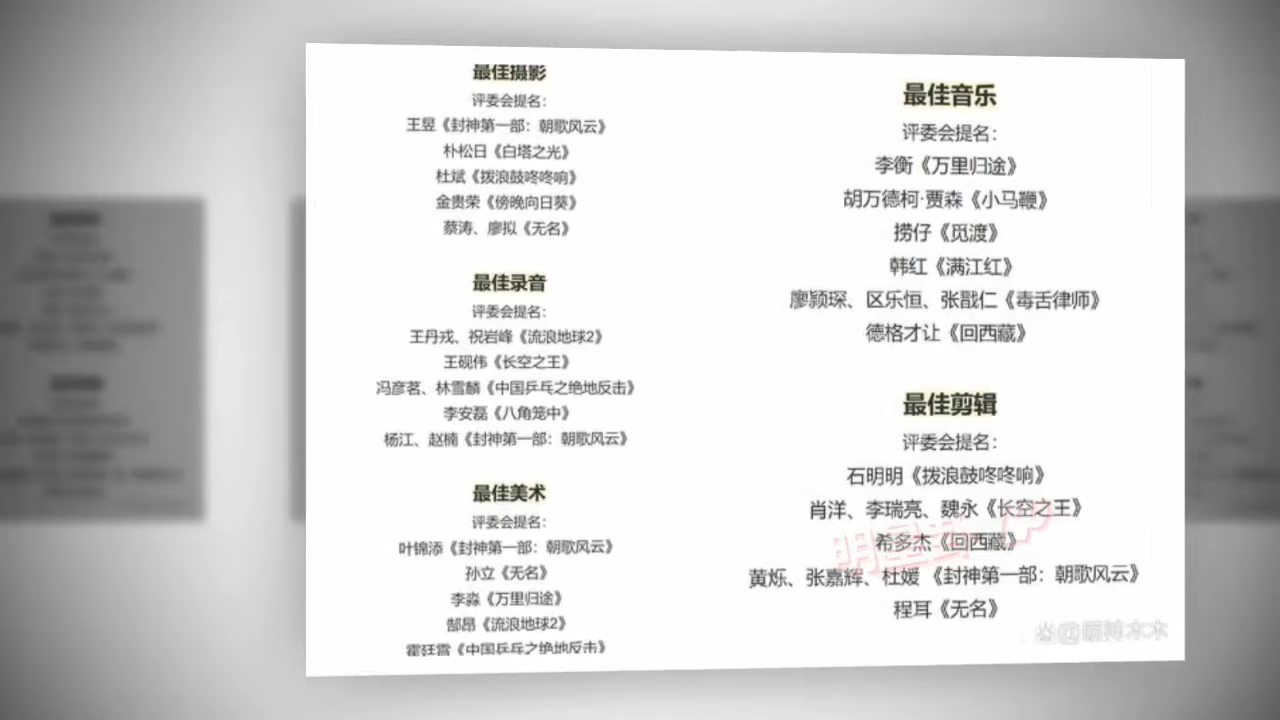 最佳摄影
评委会提名：
王昱《封神第一部：朝歌风云》
朴松日《白塔之光》
杜斌《拨浪鼓咚咚响》
金贵荣《傍晚向日葵》
蔡涛、廖拟《无名》
最佳录音
评委会提名：
王丹戎、祝岩峰《流浪地球2》
王砚伟《长空之王》
冯彦茗、林雪麟《中国乒乓之绝地反击》
李安磊《八角笼中》
杨江、赵楠《封神第一部：朝歌风云》
最佳美术
评委会提名：
叶锦添《封神第一部：朝歌风云》
孙立《无名》
李淼《万里归途》
郜昂《流浪地球2》
霍廷霄《中国乒乓之绝地反击》
最佳音乐
评委会提名：
李衡《万里归途》
胡万德柯·贾森《小马鞭》
捞仔《觅渡》
韩红《满江红》
廖颖琛、区乐恒、张戬仁《毒舌律师》
德格才让《回西藏》
最佳剪辑
评委会提名：
石明明《拨浪鼓咚咚响》
肖洋、李瑞亮、魏永《长空之王》
希多杰《回西藏》
黄烁、张嘉辉、杜媛 《封神第一部：朝歌风云》
程耳《无名》